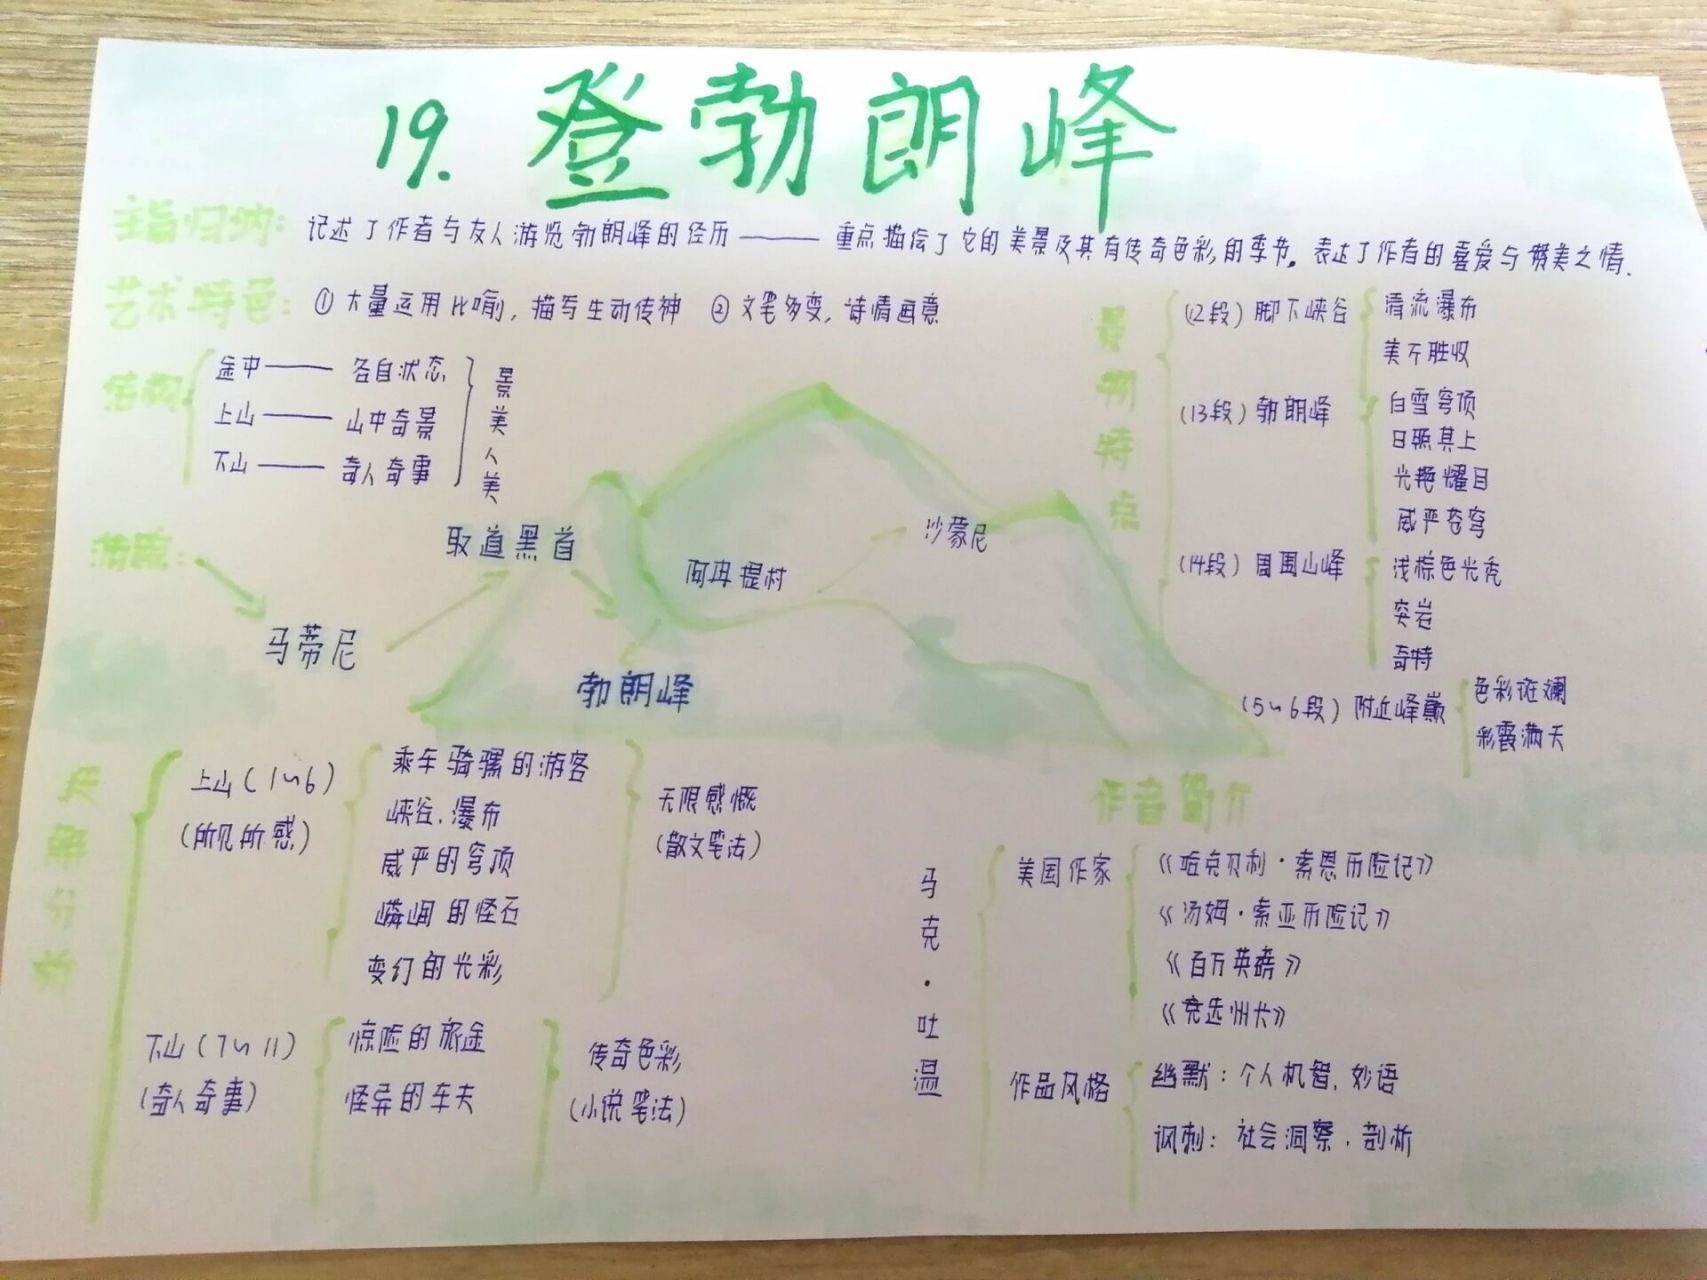 19. 登勃朗峰
主旨归纳: 记述了作者与友人游览勃朗峰的经历——重点描绘了它的美景及其有传奇色彩的季节。表达了作者的喜爱与赞美之情.
艺术特色: ①大量运用比喻, 描写生动传神 ②文笔多变, 诗情画意
结构:
途中——各自状态
上山——山中奇景
下山——奇人奇事
景美人美
马蒂尼
取道黑首
勃朗峰
阿冉提村
沙蒙尼
景物特点
(12段) 脚下峡谷
清流瀑布
美不胜收
(13段) 勃朗峰
白雪穹顶
日照其上
光艳耀目
威严苍穹
(14段) 周围山峰
浅棕色光秃
突岩
奇特
(5~6段) 附近峰巅
色彩斑斓
彩霞满天
上山(1~6)
(所见所感)
乘车骑骡的游客
峡谷, 瀑布
威严的穹顶
嶙峋的怪石
变幻的光彩
无限感慨
(散文笔法)
下山(7~11)
(奇人奇事)
惊险的旅途
怪异的车夫
传奇色彩
(小说笔法)
作者简介
马克·吐温
美国作家
《哈克贝利·索恩历险记》
《汤姆·索亚历险记》
《百万英磅》
《竞选州长》
作品风格
幽默: 个人机智, 妙语
讽刺: 社会洞察, 剖析